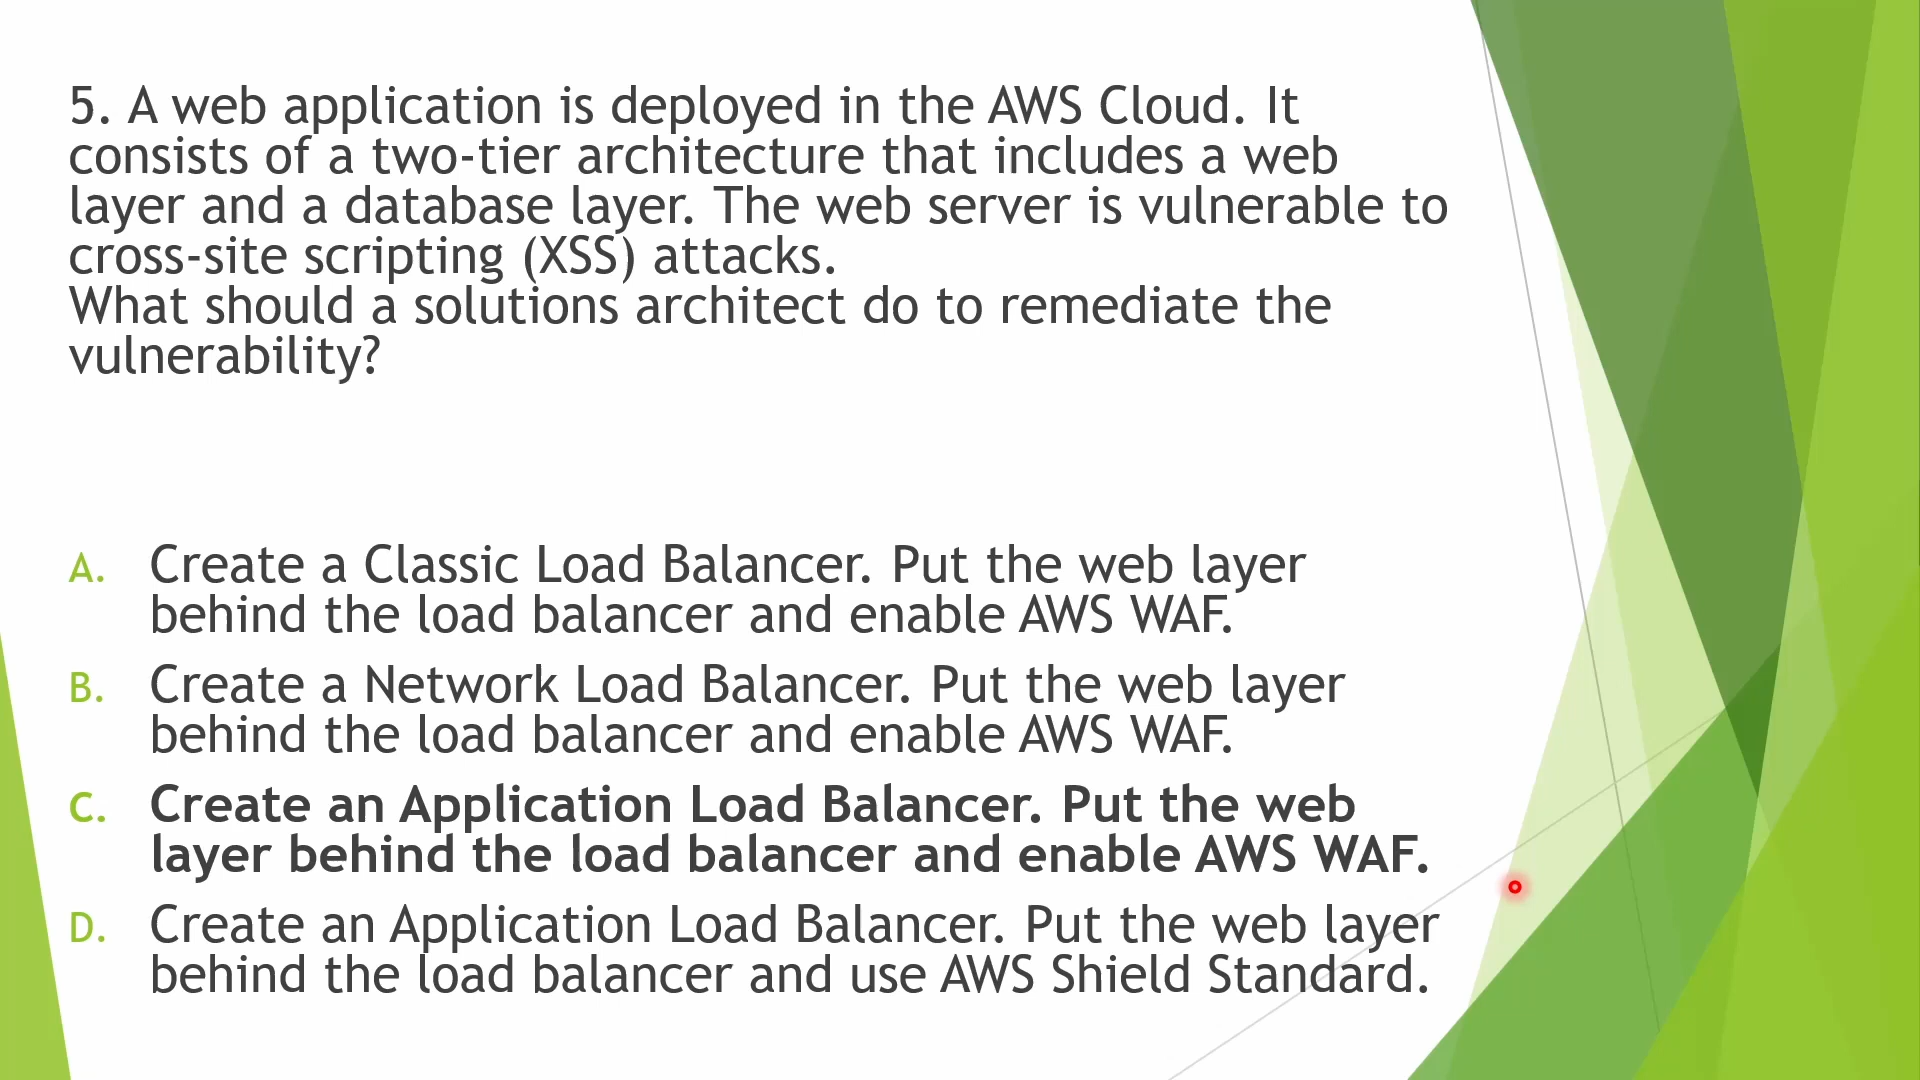 5. A web application is deployed in the AWS Cloud. It
consists of a two-tier architecture that includes a web
layer and a database layer. The web server is vulnerable to
cross-site scripting (XSS) attacks.
What should a solutions architect do to remediate the
vulnerability?
A. Create a Classic Load Balancer. Put the web layer
behind the load balancer and enable AWS WAF.
B. Create a Network Load Balancer. Put the web layer
behind the load balancer and enable AWS WAF.
C. Create an Application Load Balancer. Put the web
layer behind the load balancer and enable AWS WAF.
D. Create an Application Load Balancer. Put the web layer
behind the load balancer and use AWS Shield Standard.